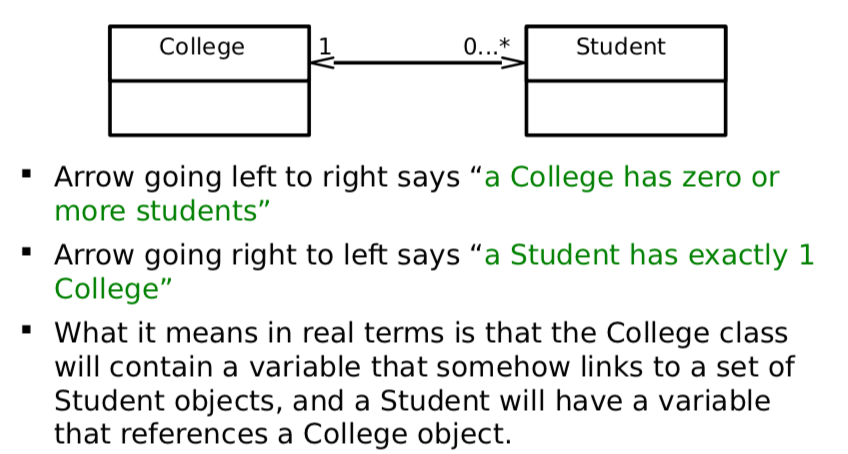 College 1 0...* Student
▪ Arrow going left to right says “a College has zero or
more students”
▪ Arrow going right to left says “a Student has exactly 1
College”
▪ What it means in real terms is that the College class
will contain a variable that somehow links to a set of
Student objects, and a Student will have a variable
that references a College object.